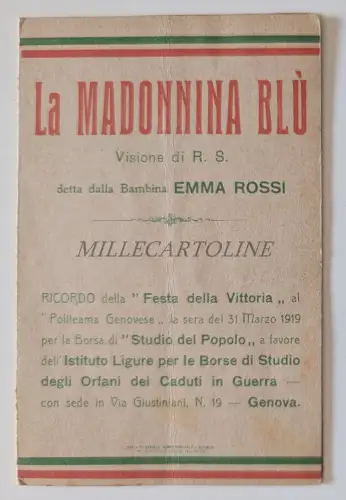 La MADONNINA BLÙ
Visione di R. S.
detta dalla Bambina EMMA ROSSI
MILLECARTOLINE
RICORDO della " Festa della Vittoria „ al
" Politeama Genovese „ la sera del 31 Marzo 1919
per la Borsa di " Studio del Popolo „ a favore
dell'Istituto Ligure per le Borse di Studio
degli Orfani dei Caduti in Guerra —
con sede in Via Giustiniani, N. 19 — Genova.